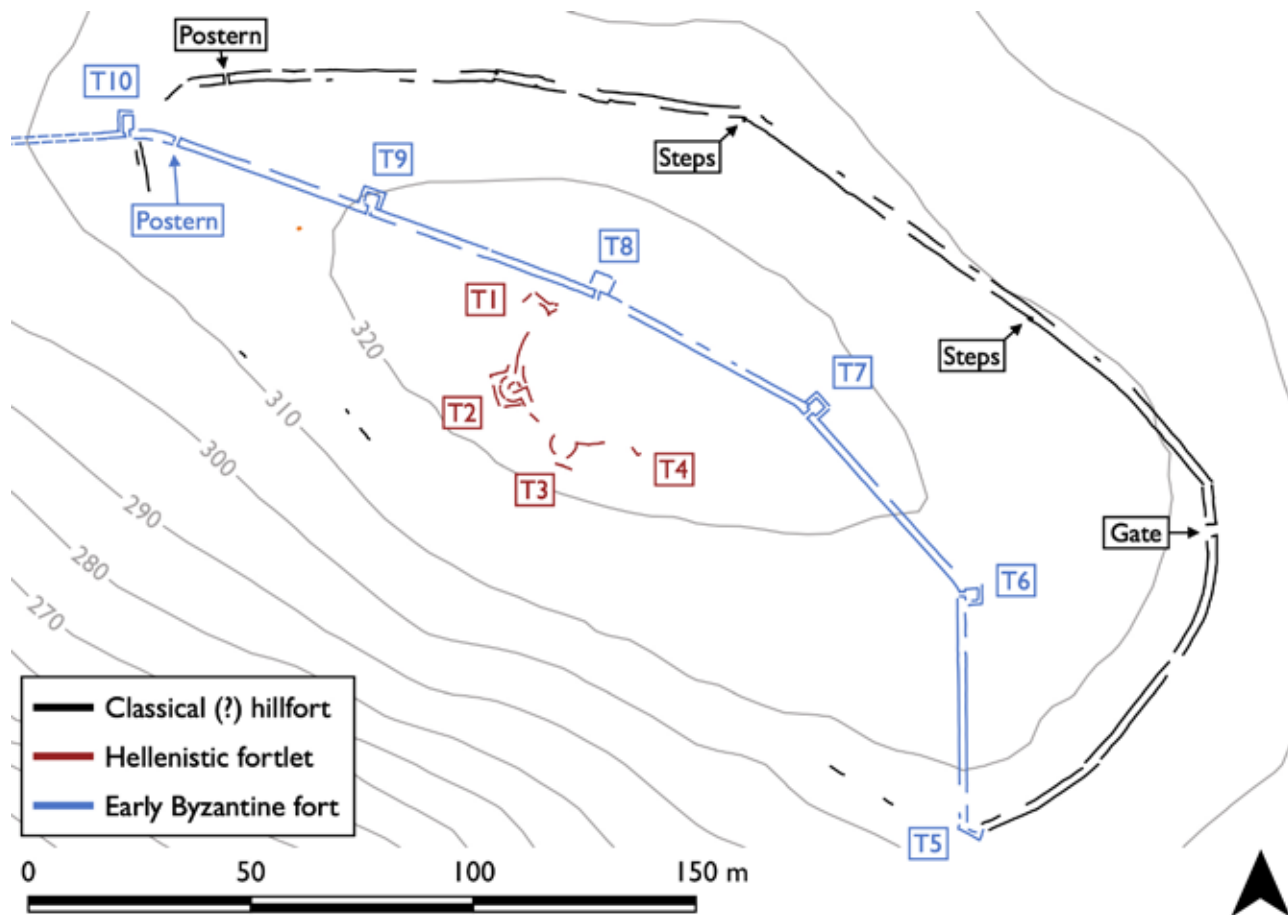 Postern
T10
T9
Steps
Postern
T8
T1
320
Steps
T7
310
T2
300
T4
T3
290
Gate
280
T6
270
Classical (?) hillfort
Hellenistic fortlet
Early Byzantine fort
T5
0 50 100 150 m